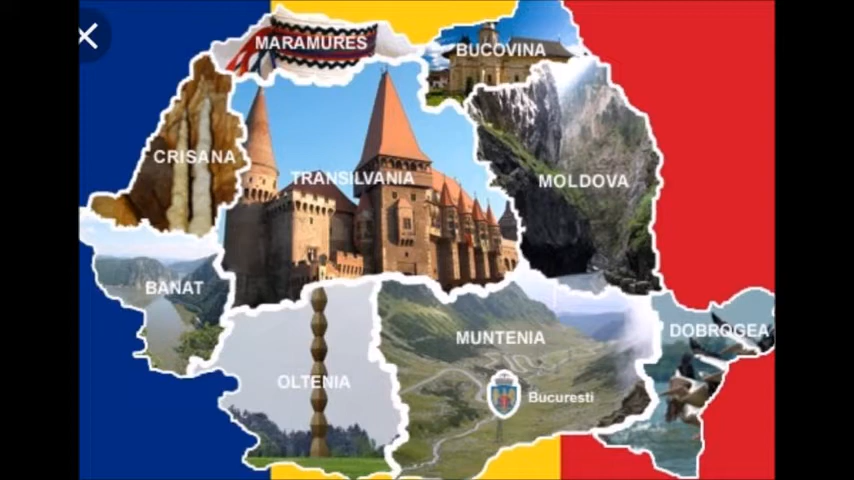 MARAMURES
BUCOVINA
CRISANA
TRANSILVANIA
MOLDOVA
BANAT
DOBROGEA
MUNTENIA
OLTENIA
Bucuresti